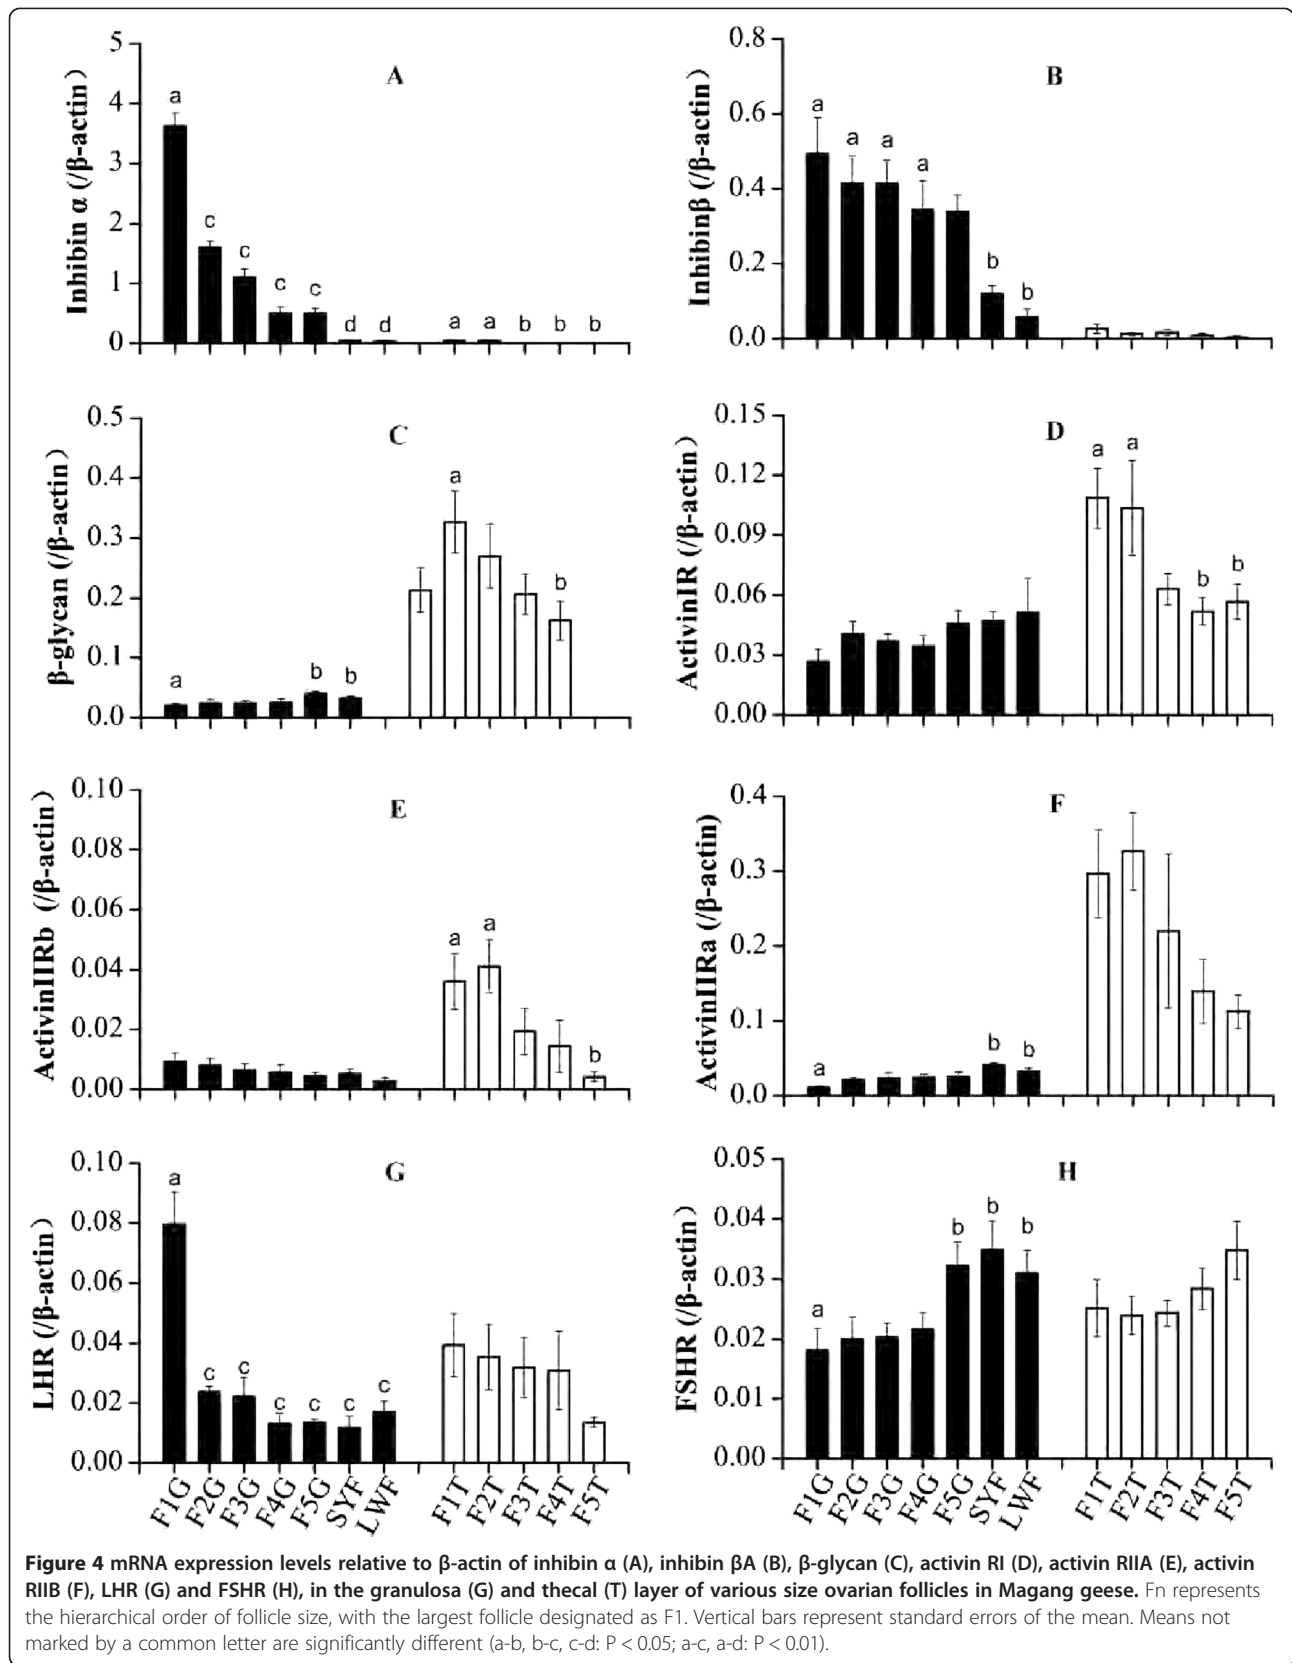 A
Inhibin α (/β-actin)
5
4
3
2
1
0
a
c
c
c
c
d
d
a
a
b
b
b
B
Inhibinβ (/β-actin)
0.8
0.6
0.4
0.2
0.0
a
a
a
a
b
b
C
β-glycan (/β-actin)
0.5
0.4
0.3
0.2
0.1
0.0
a
b
b
a
b
D
ActivinIR (/β-actin)
0.15
0.12
0.09
0.06
0.03
0.00
a
a
b
b
E
ActivinIIRb (/β-actin)
0.10
0.08
0.06
0.04
0.02
0.00
a
a
b
F
ActivinIIRa (/β-actin)
0.4
0.3
0.2
0.1
0.0
a
b
b
G
LHR (/β-actin)
0.10
0.08
0.06
0.04
0.02
0.00
a
c
c
c
c
c
c
F1G
F2G
F3G
F4G
F5G
SYF
LWF
F1T
F2T
F3T
F4T
F5T
H
FSHR (/β-actin)
0.05
0.04
0.03
0.02
0.01
0.00
a
b
b
b
F1G
F2G
F3G
F4G
F5G
SYF
LWF
F1T
F2T
F3T
F4T
F5T
Figure 4 mRNA expression levels relative to β-actin of inhibin α (A), inhibin βA (B), β-glycan (C), activin RI (D), activin RIIA (E), activin
RIIB (F), LHR (G) and FSHR (H), in the granulosa (G) and thecal (T) layer of various size ovarian follicles in Magang geese. Fn represents
the hierarchical order of follicle size, with the largest follicle designated as F1. Vertical bars represent standard errors of the mean. Means not
marked by a common letter are significantly different (a-b, b-c, c-d: P < 0.05; a-c, a-d: P < 0.01).